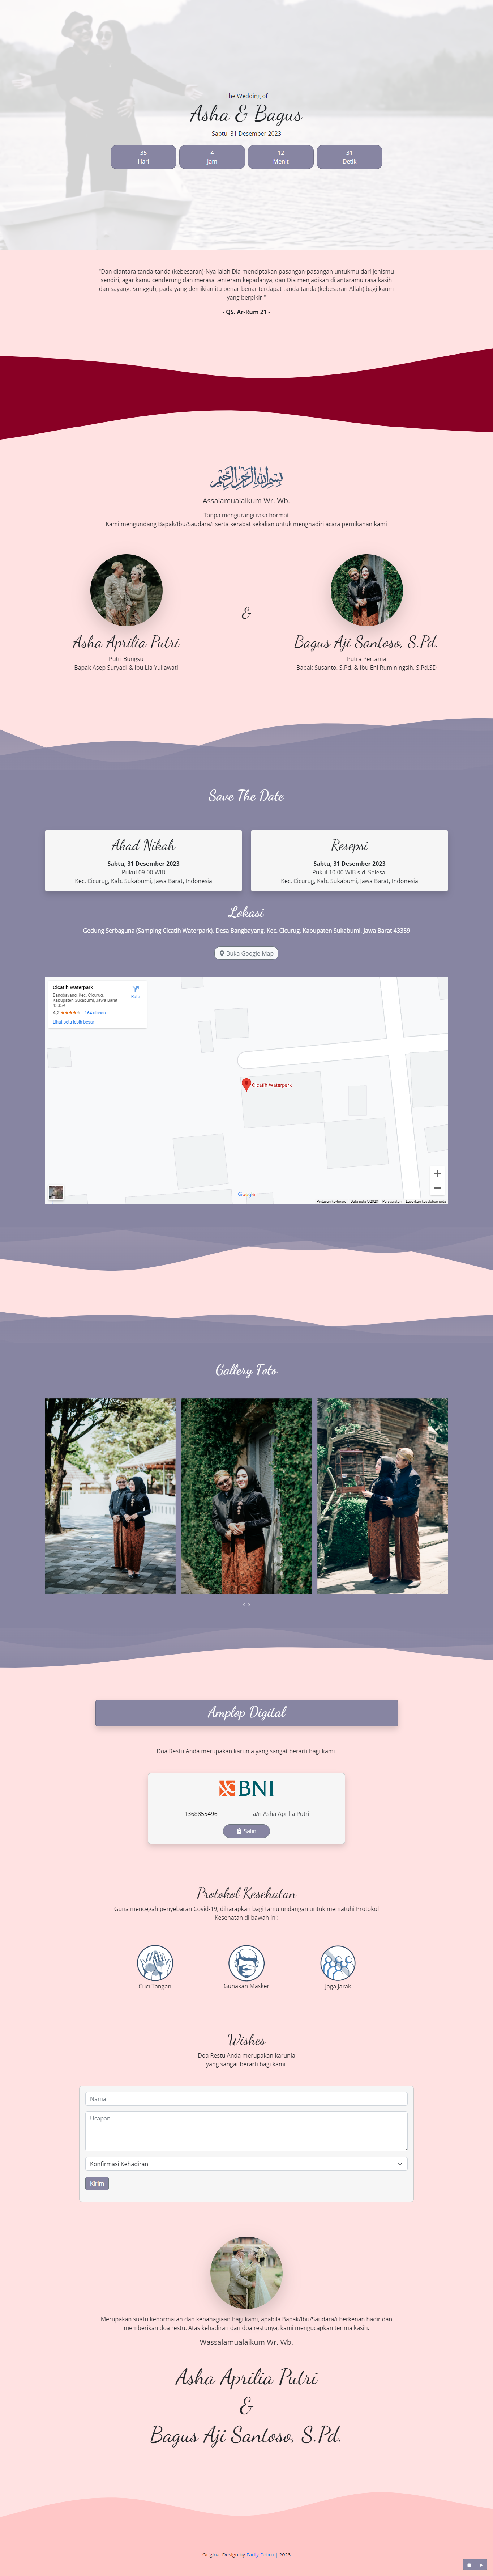 The Wedding of
Asha & Bagus
Sabtu, 31 Desember 2023
35
Hari
4
Jam
12
Menit
31
Detik
"Dan diantara tanda-tanda (kebesaran)-Nya ialah Dia menciptakan pasangan-pasangan untukmu dari jenismu
sendiri, agar kamu cenderung dan merasa tenteram kepadanya, dan Dia menjadikan di antaramu rasa kasih
dan sayang. Sungguh, pada yang demikian itu benar-benar terdapat tanda-tanda (kebesaran Allah) bagi kaum
yang berpikir "
- QS. Ar-Rum 21 -
بسم الله الرحمن الرحيم
Assalamualaikum Wr. Wb.
Tanpa mengurangi rasa hormat
Kami mengundang Bapak/Ibu/Saudara/i serta kerabat sekalian untuk menghadiri acara pernikahan kami
Asha Aprilia Putri
Putri Bungsu
Bapak Asep Suryadi & Ibu Lia Yuliawati
&
Bagus Aji Santoso, S.Pd.
Putra Pertama
Bapak Susanto, S.Pd. & Ibu Eni Ruminingsih, S.Pd.SD
Save The Date
Akad Nikah
Sabtu, 31 Desember 2023
Pukul 09.00 WIB
Kec. Cicurug, Kab. Sukabumi, Jawa Barat, Indonesia
Resepsi
Sabtu, 31 Desember 2023
Pukul 10.00 WIB s.d. Selesai
Kec. Cicurug, Kab. Sukabumi, Jawa Barat, Indonesia
Lokasi
Gedung Serbaguna (Samping Cicatih Waterpark), Desa Bangbayang, Kec. Cicurug, Kabupaten Sukabumi, Jawa Barat 43359
Buka Google Map
Cicatih Waterpark
Bangbayang, Kec. Cicurug,
Kabupaten Sukabumi, Jawa Barat
43359
Rute
4,2
164 ulasan
Lihat peta lebih besar
Cicatih Waterpark
Google
Pintasan keyboard
Data peta ©2025
Persyaratan
Laporkan kesalahan peta
Gallery Foto
Amplop Digital
Doa Restu Anda merupakan karunia yang sangat berarti bagi kami.
BNI
1368855496
a/n Asha Aprilia Putri
Salin
Protokol Kesehatan
Guna mencegah penyebaran Covid-19, diharapkan bagi tamu undangan untuk mematuhi Protokol
Kesehatan di bawah ini:
Cuci Tangan
Gunakan Masker
Jaga Jarak
Wishes
Doa Restu Anda merupakan karunia
yang sangat berarti bagi kami.
Nama
Ucapan
Konfirmasi Kehadiran
Kirim
Merupakan suatu kehormatan dan kebahagiaan bagi kami, apabila Bapak/Ibu/Saudara/i berkenan hadir dan
memberikan doa restu. Atas kehadiran dan doa restunya, kami mengucapkan terima kasih.
Wassalamualaikum Wr. Wb.
Asha Aprilia Putri
&
Bagus Aji Santoso, S.Pd.
Original Design by Fadly Febro | 2023